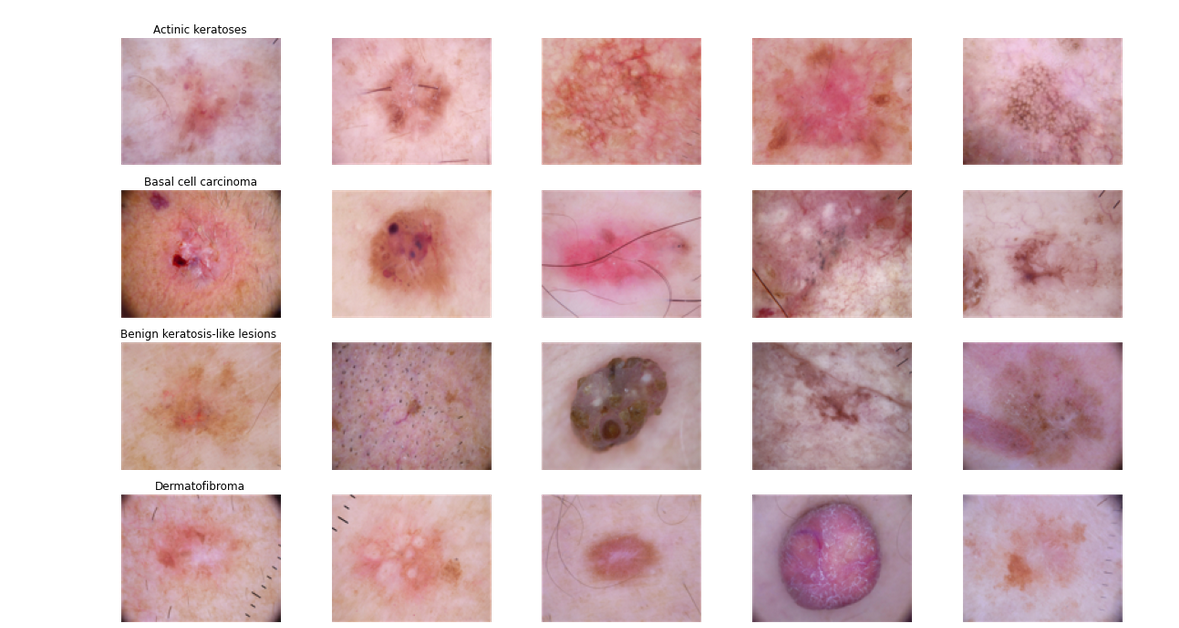 Actinic keratoses
Basal cell carcinoma
Benign keratosis-like lesions
Dermatofibroma